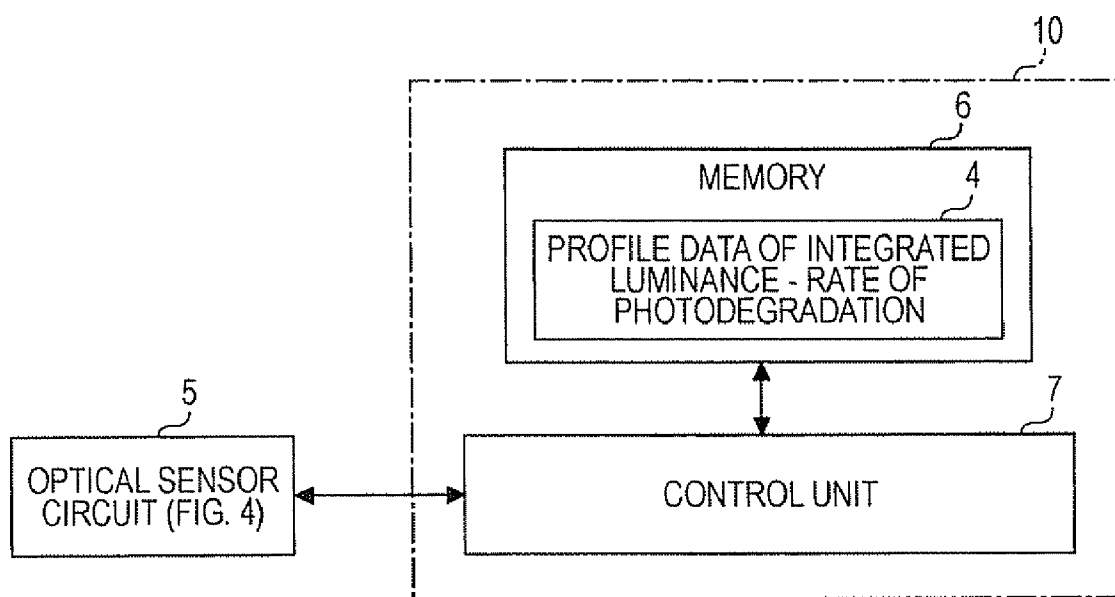 10
6
MEMORY
4
PROFILE DATA OF INTEGRATED
LUMINANCE - RATE OF
PHOTODEGRADATION
5
7
OPTICAL SENSOR
CIRCUIT (FIG. 4)
CONTROL UNIT